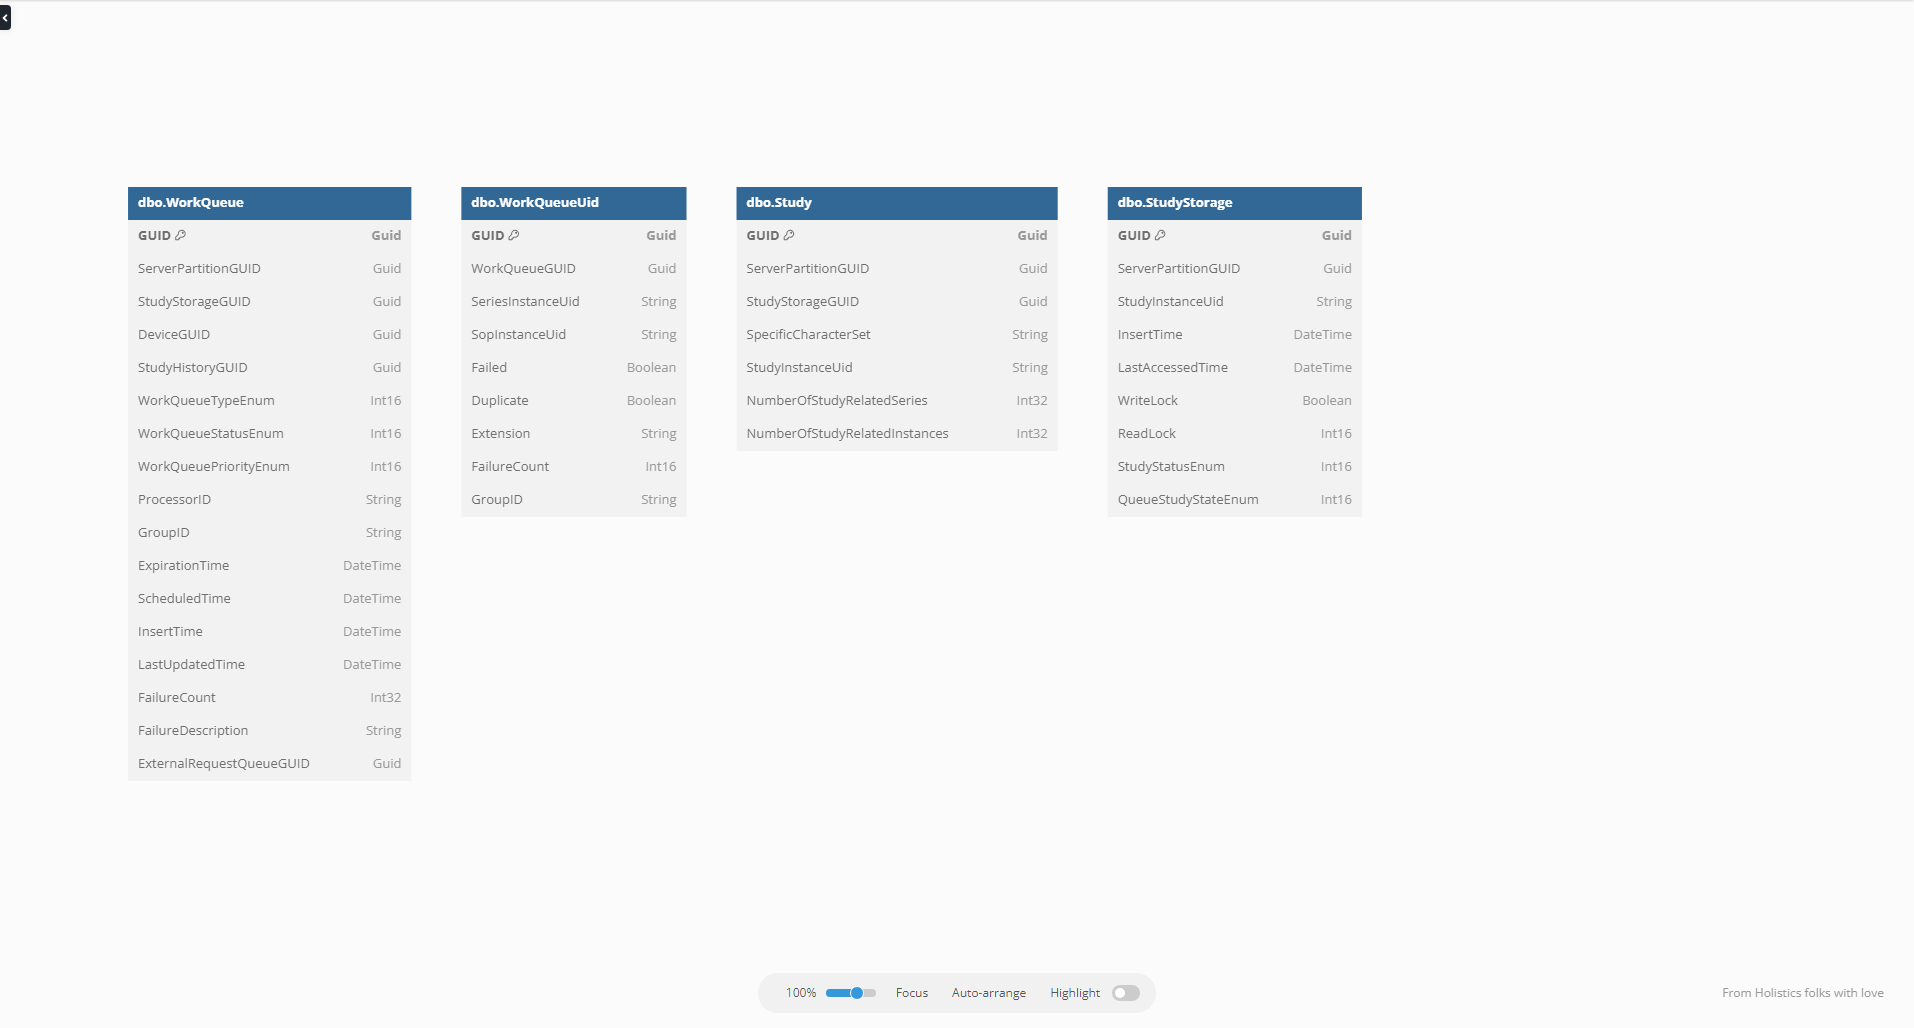 dbo.WorkQueue
GUID Guid
ServerPartitionGUID Guid
StudyStorageGUID Guid
DeviceGUID Guid
StudyHistoryGUID Guid
WorkQueueTypeEnum Int16
WorkQueueStatusEnum Int16
WorkQueuePriorityEnum Int16
ProcessorID String
GroupID String
ExpirationTime DateTime
ScheduledTime DateTime
InsertTime DateTime
LastUpdatedTime DateTime
FailureCount Int32
FailureDescription String
ExternalRequestQueueGUID Guid
dbo.WorkQueueUid
GUID Guid
WorkQueueGUID Guid
SeriesInstanceUid String
SopInstanceUid String
Failed Boolean
Duplicate Boolean
Extension String
FailureCount Int16
GroupID String
dbo.Study
GUID Guid
ServerPartitionGUID Guid
StudyStorageGUID Guid
SpecificCharacterSet String
StudyInstanceUid String
NumberOfStudyRelatedSeries Int32
NumberOfStudyRelatedInstances Int32
dbo.StudyStorage
GUID Guid
ServerPartitionGUID Guid
StudyInstanceUid String
InsertTime DateTime
LastAccessedTime DateTime
WriteLock Boolean
ReadLock Int16
StudyStatusEnum Int16
QueueStudyStateEnum Int16
100% Focus Auto-arrange Highlight
From Holistics folks with love